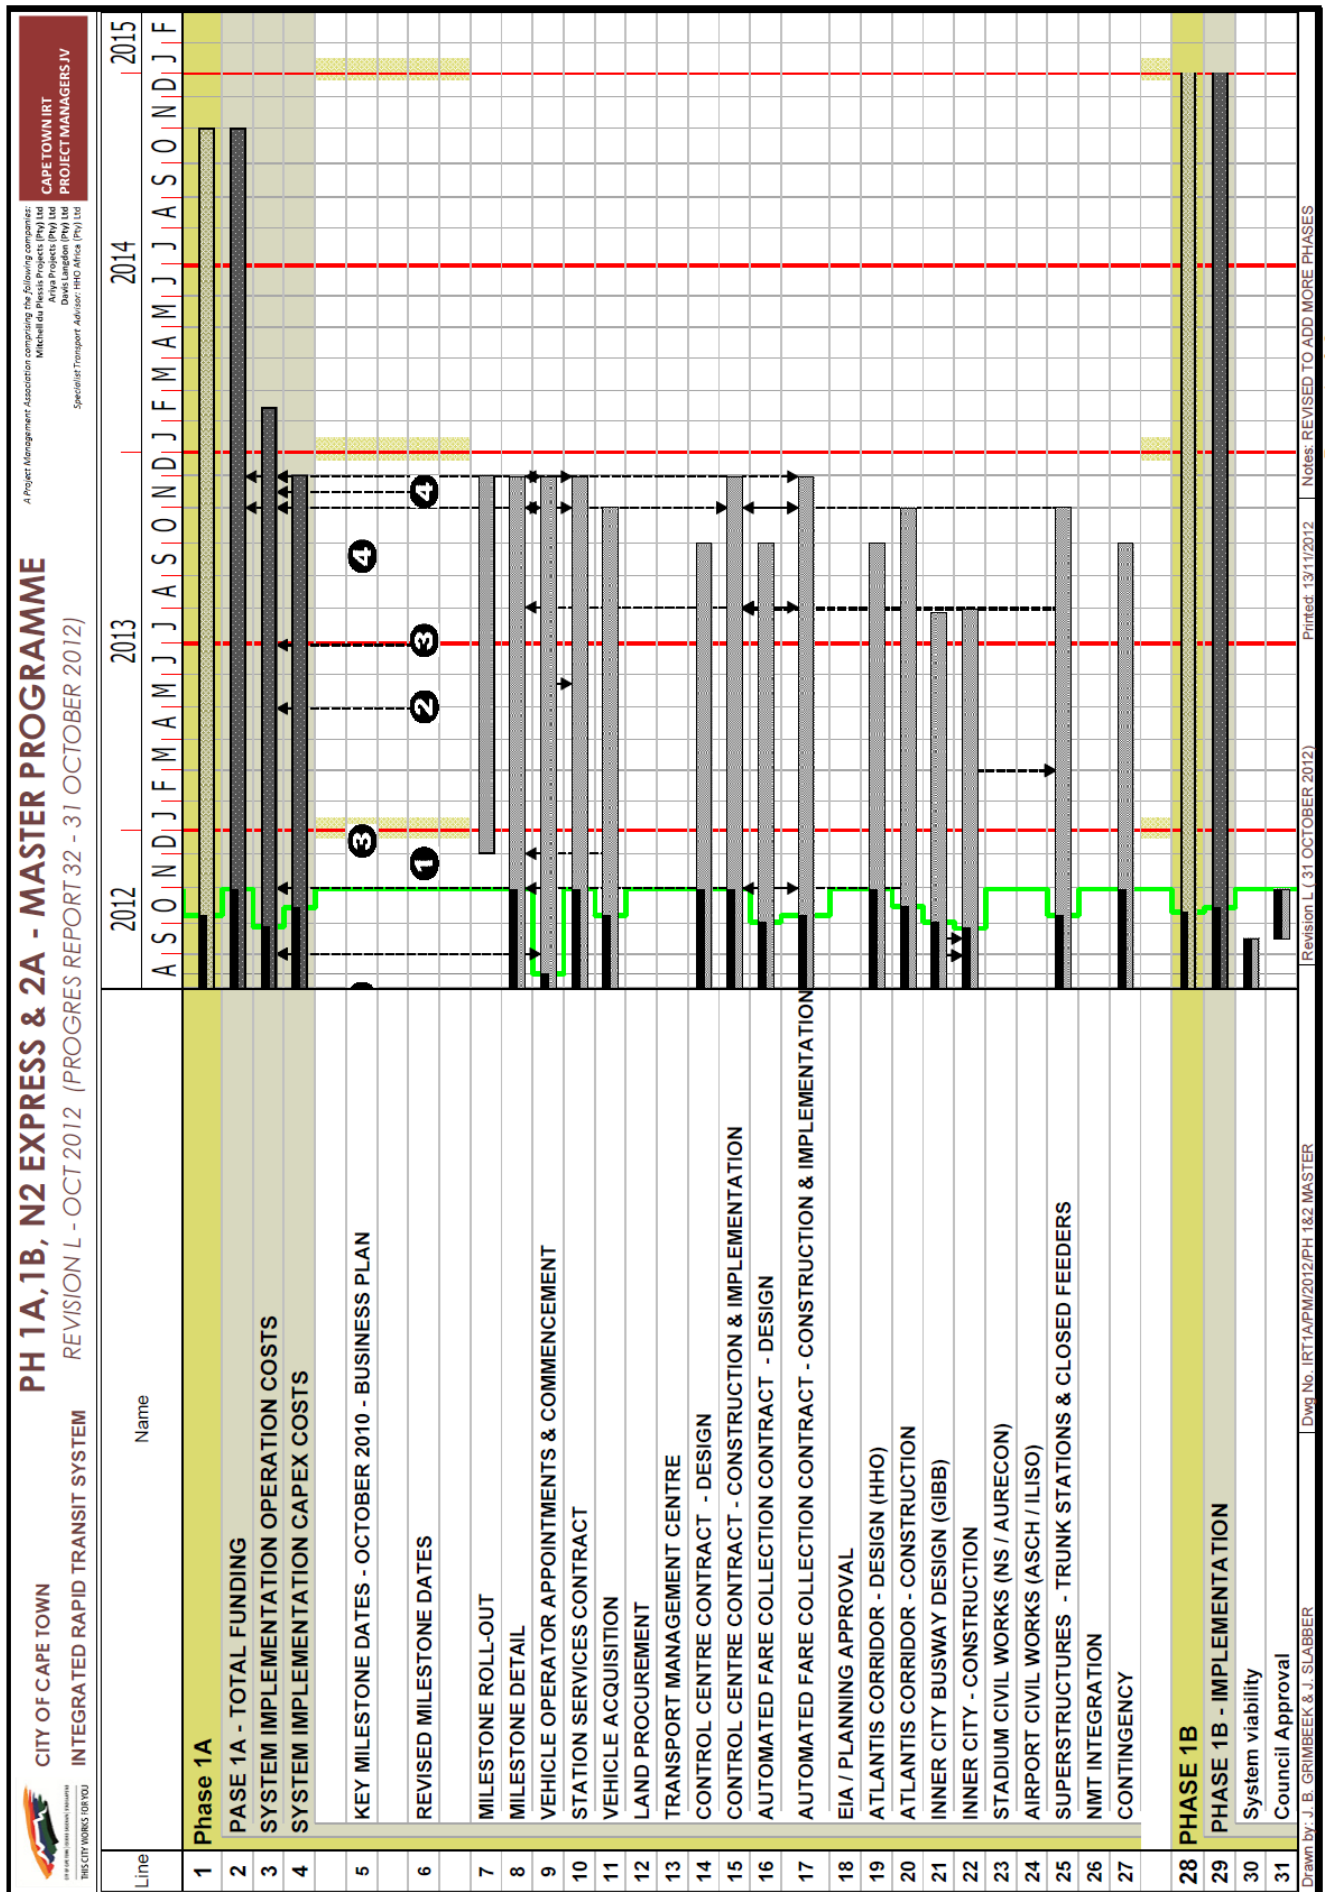 CITY OF CAPE TOWN
INTEGRATED RAPID TRANSIT SYSTEM
THIS CITY WORKS FOR YOU
PH 1A,1B, N2 EXPRESS & 2A - MASTER PROGRAMME
REVISION L - OCT 2012 (PROGRES REPORT 32 - 31 OCTOBER 2012)
A Project Management Association comprising the following companies:
Mitchell du Plessis Projects (Pty) Ltd
Ariya Projects (Pty) Ltd
Davis Langdon (Pty) Ltd
Specialist Transport Advisor: HHO Africa (Pty) Ltd
CAPE TOWN IRT
PROJECT MANAGERS JV
Line Name 2012 2013 2014 2015
A S O N D J F M A M J J A S O N D J F M A M J J A S O N D J F
1 Phase 1A
2 PASE 1A - TOTAL FUNDING
3 SYSTEM IMPLEMENTATION OPERATION COSTS
4 SYSTEM IMPLEMENTATION CAPEX COSTS
5 KEY MILESTONE DATES - OCTOBER 2010 - BUSINESS PLAN 3 4
6 REVISED MILESTONE DATES 1 2 3 4
7 MILESTONE ROLL-OUT
8 MILESTONE DETAIL
9 VEHICLE OPERATOR APPOINTMENTS & COMMENCEMENT
10 STATION SERVICES CONTRACT
11 VEHICLE ACQUISITION
12 LAND PROCUREMENT
13 TRANSPORT MANAGEMENT CENTRE
14 CONTROL CENTRE CONTRACT - DESIGN
15 CONTROL CENTRE CONTRACT - CONSTRUCTION & IMPLEMENTATION
16 AUTOMATED FARE COLLECTION CONTRACT - DESIGN
17 AUTOMATED FARE COLLECTION CONTRACT - CONSTRUCTION & IMPLEMENTATION
18 EIA / PLANNING APPROVAL
19 ATLANTIS CORRIDOR - DESIGN (HHO)
20 ATLANTIS CORRIDOR - CONSTRUCTION
21 INNER CITY BUSWAY DESIGN (GIBB)
22 INNER CITY - CONSTRUCTION
23 STADIUM CIVIL WORKS (NS / AURECON)
24 AIRPORT CIVIL WORKS (ASCH / ILISO)
25 SUPERSTRUCTURES - TRUNK STATIONS & CLOSED FEEDERS
26 NMT INTEGRATION
27 CONTINGENCY
28 PHASE 1B
29 PHASE 1B - IMPLEMENTATION
30 System viability
31 Council Approval
Drawn by: J. B. GRIMBEEK & J. SLABBER
Dwg No. IRT1A/PM/2012/PH 1&2 MASTER
Revision L ( 31 OCTOBER 2012)
Printed: 13/11/2012
Notes: REVISED TO ADD MORE PHASES